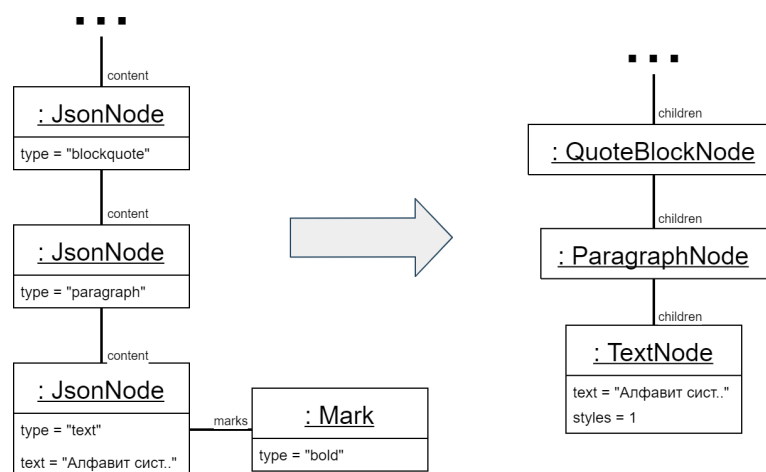 ...
content
: JsonNode
type = "blockquote"
content
: JsonNode
type = "paragraph"
content
: JsonNode
type = "text"
text = "Алфавит сист.."
marks
: Mark
type = "bold"
...
children
: QuoteBlockNode
children
: ParagraphNode
children
: TextNode
text = "Алфавит сист.."
styles = 1